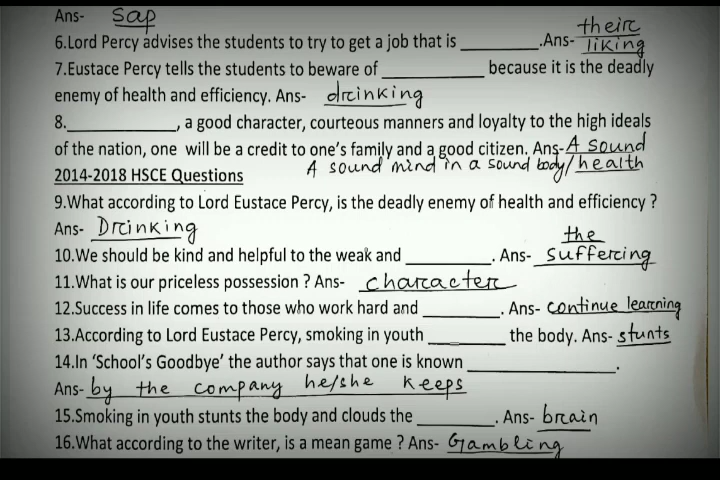 Ans- sap
6.Lord Percy advises the students to try to get a job that is __________.Ans- their liking
7.Eustace Percy tells the students to beware of _____________ because it is the deadly
enemy of health and efficiency. Ans- drinking
8.______________, a good character, courteous manners and loyalty to the high ideals
of the nation, one will be a credit to one's family and a good citizen. Ans- A sound
A sound mind in a sound body/health
2014-2018 HSCE Questions
9.What according to Lord Eustace Percy, is the deadly enemy of health and efficiency ?
Ans- Drinking
10.We should be kind and helpful to the weak and ___________. Ans- the suffering
11.What is our priceless possession ? Ans- character
12.Success in life comes to those who work hard and __________. Ans- continue learning
13.According to Lord Eustace Percy, smoking in youth __________ the body. Ans- stunts
14.In 'School's Goodbye' the author says that one is known ___________________.
Ans- by the company he/she keeps
15.Smoking in youth stunts the body and clouds the __________. Ans- brain
16.What according to the writer, is a mean game ? Ans- Gambling